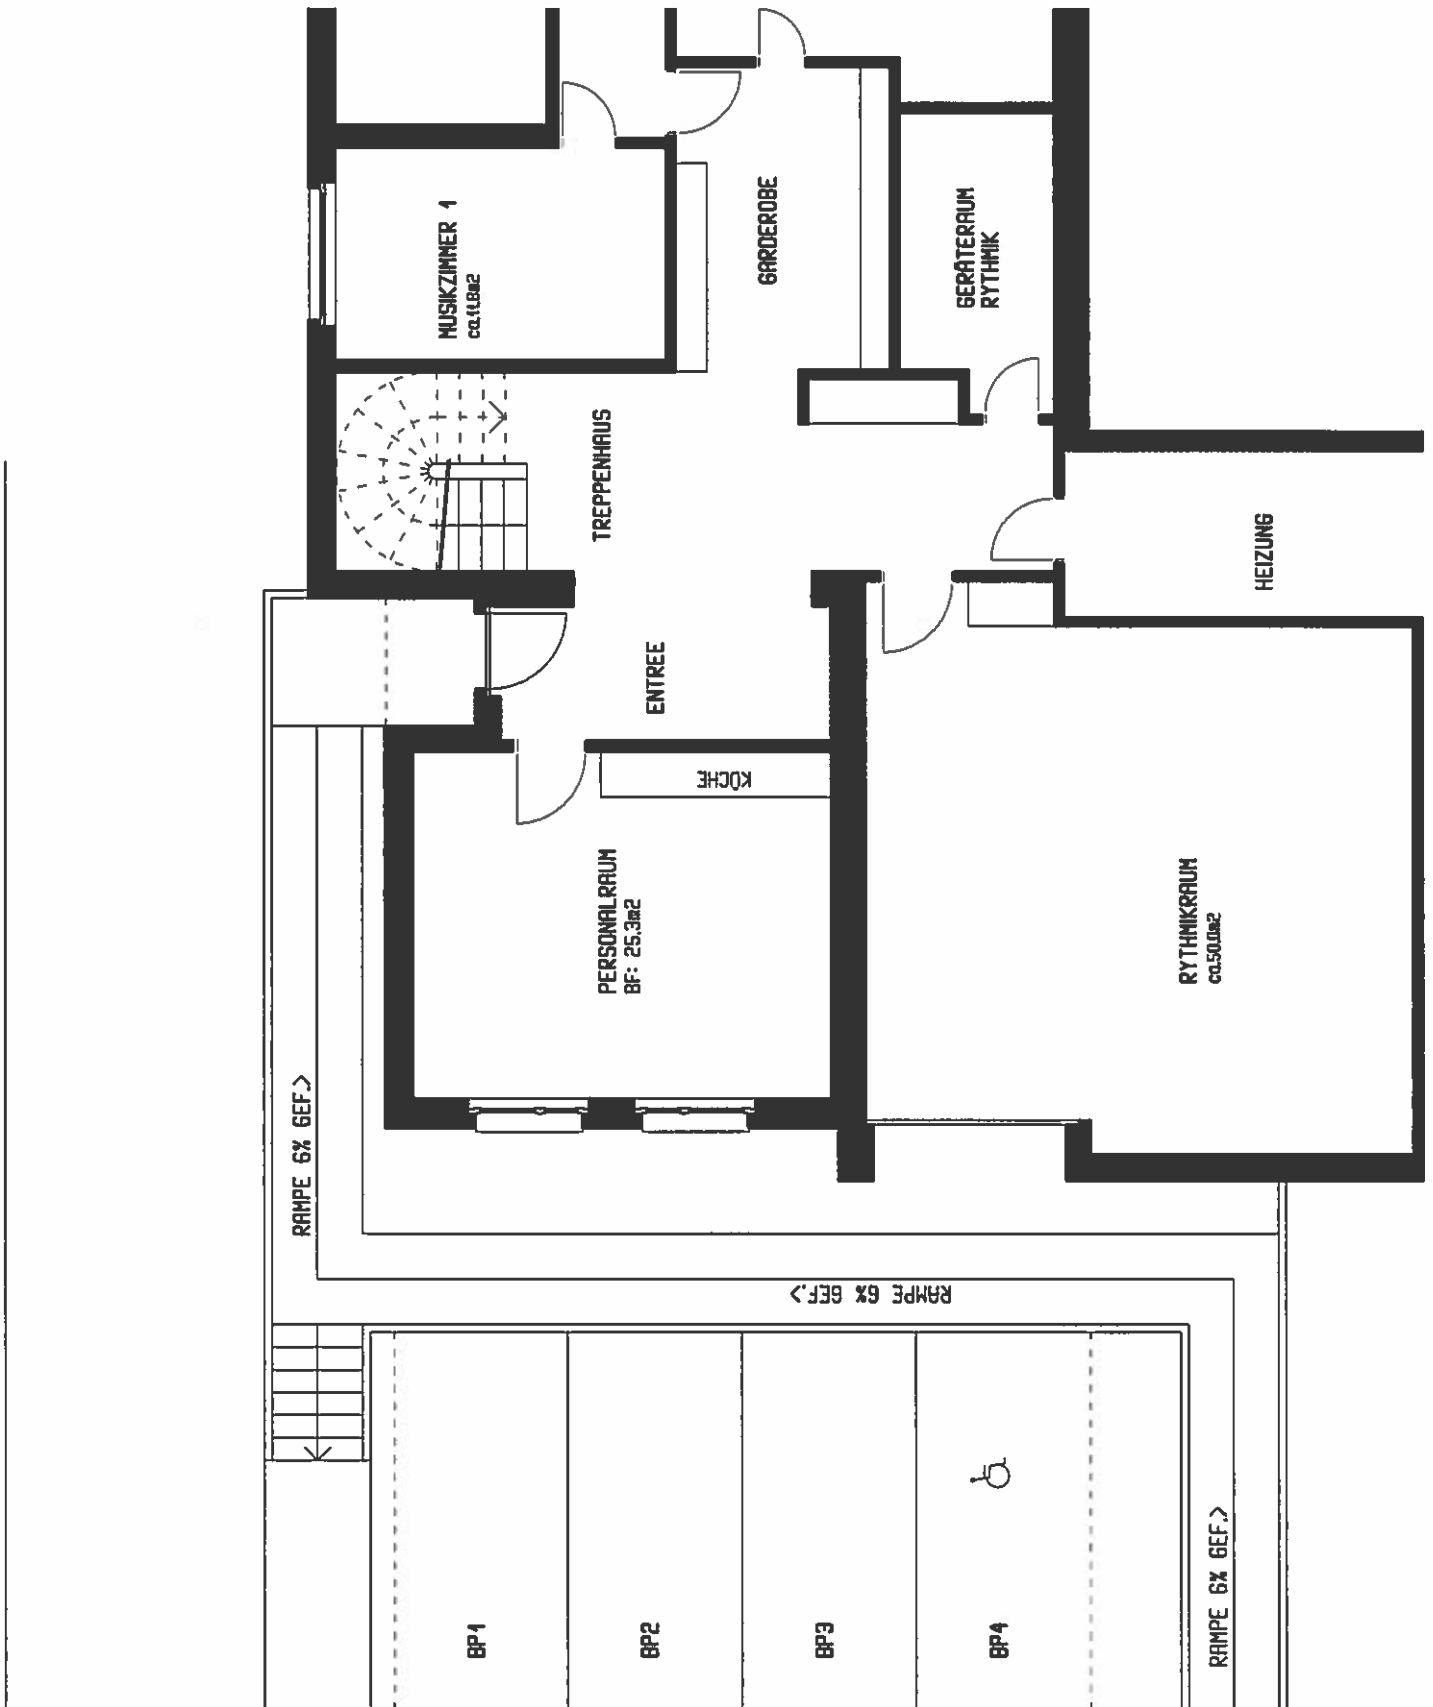 MUSIKZIMMER 1
ca.11.8m2
GARDEROBE
GERÄTERAUM
RYTHMIK
TREPPENHAUS
HEIZUNG
ENTREE
KÜCHE
PERSONALRAUM
BF: 25.3m2
RYTHMIKRAUM
ca.50.0m2
RAMPE 6% GEF.>
RAMPE 6% GEF.>
RAMPE 6% GEF.>
BP1
BP2
BP3
BP4